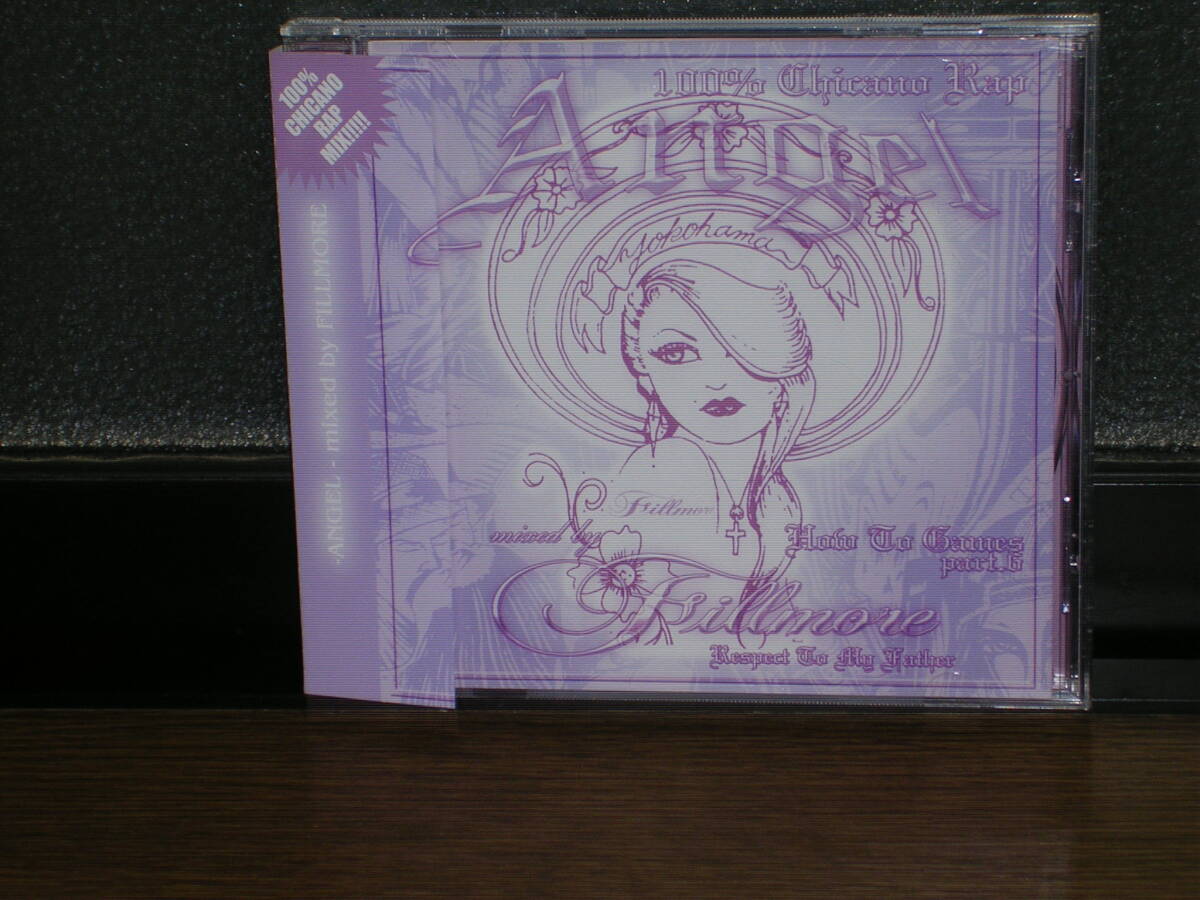 100%
CHICANO
RAP
MIX!!!!
ANGEL - mixed by FILLMORE
100% Chicano Rap
Angel
Yokohama
Fillmore
mixed by
How To Games
part.6
Fillmore
Respect To My Father